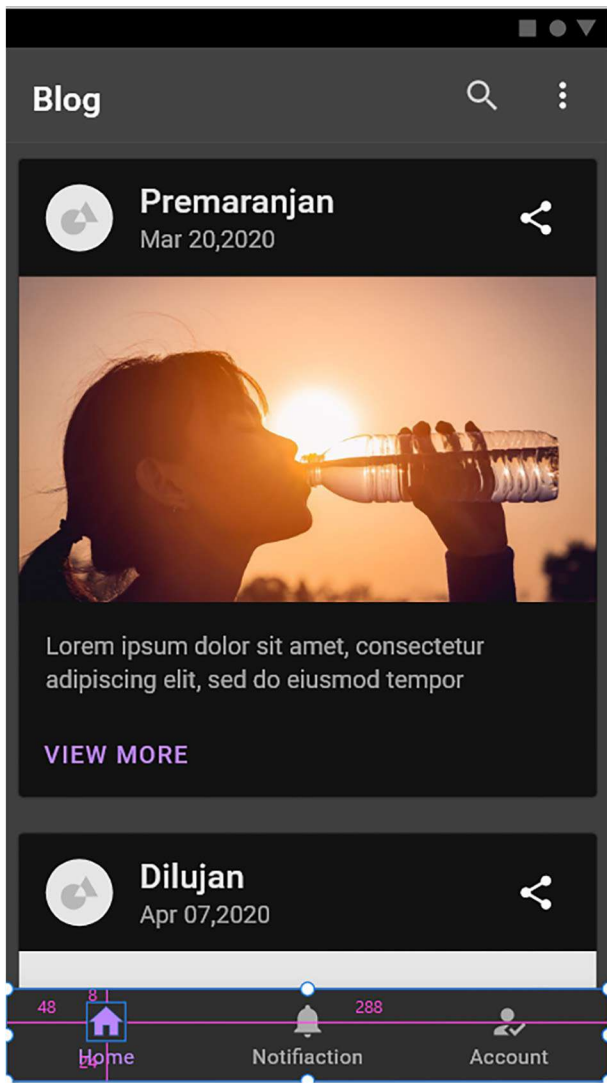 Blog
Premaranjan
Mar 20,2020
Lorem ipsum dolor sit amet, consectetur
adipiscing elit, sed do eiusmod tempor
VIEW MORE
Dilujan
Apr 07,2020
8
48
288
Home
24
Notifiaction
Account